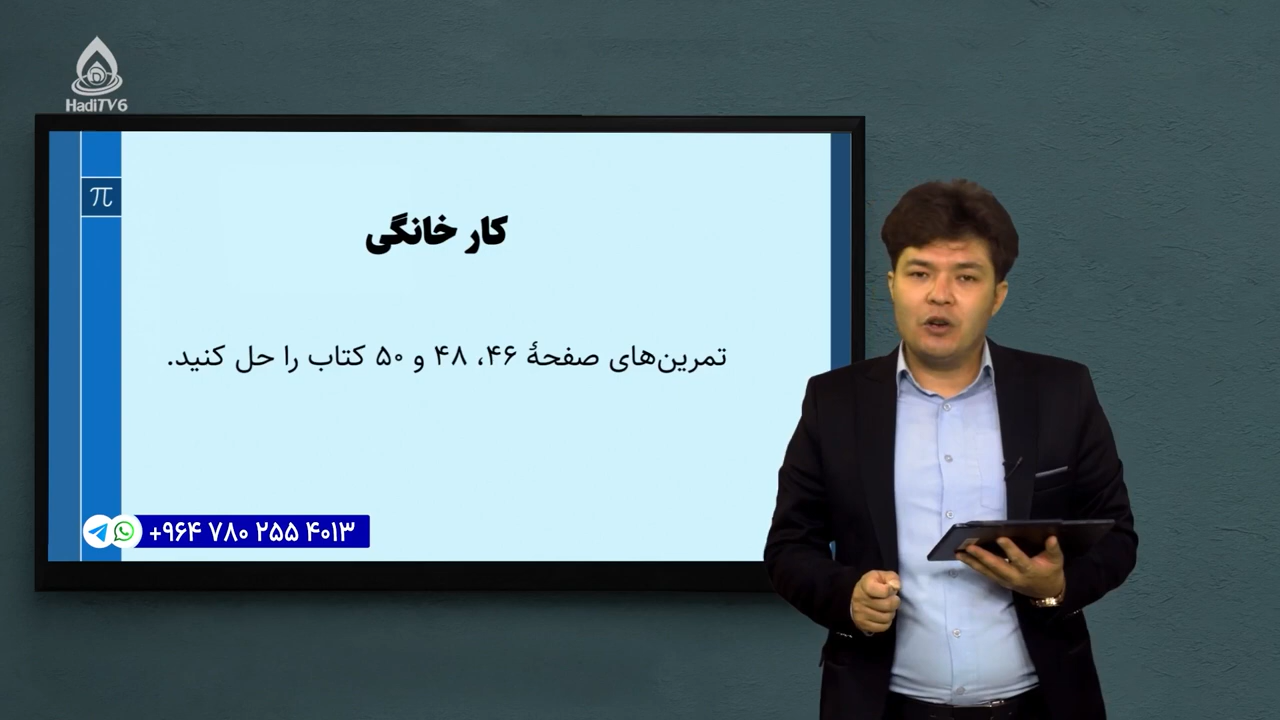 HadiTV6
π
کار خانگی
تمرین‌های صفحهٔ ۴۶، ۴۸ و ۵۰ کتاب را حل کنید.
+۹۶۴ ۷۸۰ ۲۵۵ ۴۰۱۳